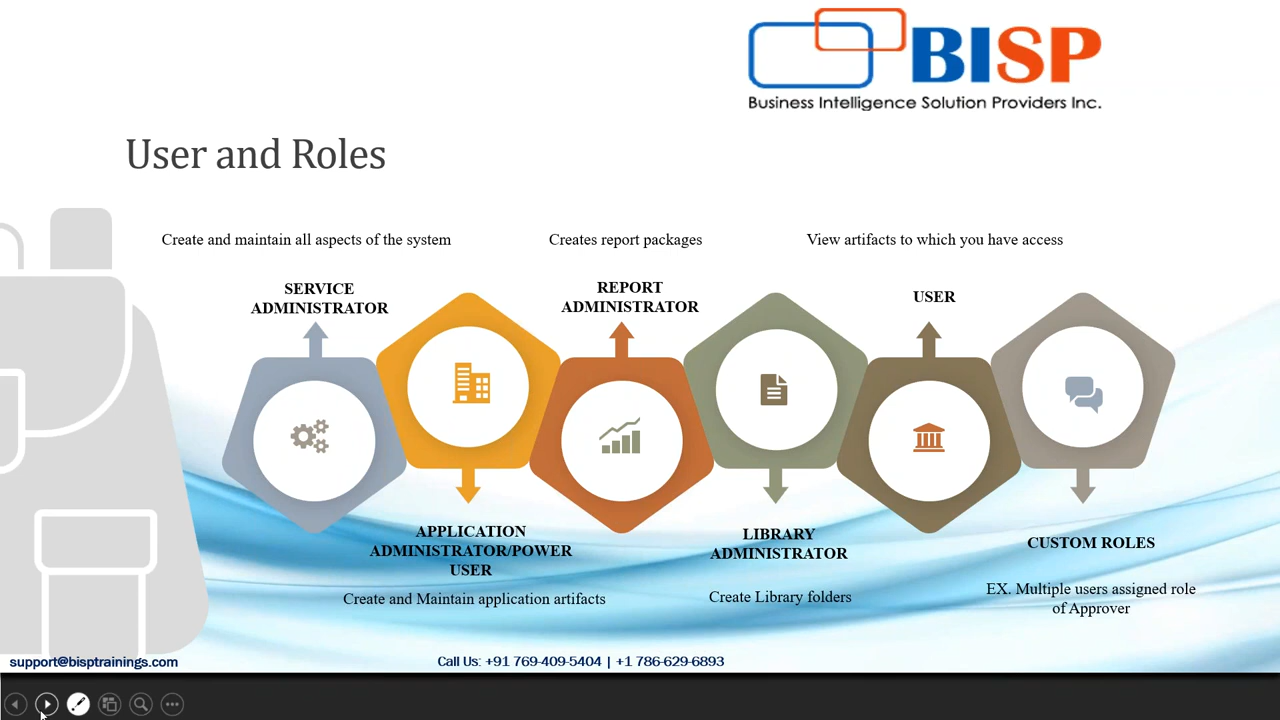 BISP
Business Intelligence Solution Providers Inc.
User and Roles
Create and maintain all aspects of the system
Creates report packages
View artifacts to which you have access
SERVICE
ADMINISTRATOR
REPORT
ADMINISTRATOR
USER
APPLICATION
ADMINISTRATOR/POWER
USER
Create and Maintain application artifacts
LIBRARY
ADMINISTRATOR
Create Library folders
CUSTOM ROLES
EX. Multiple users assigned role
of Approver
support@bisptrainings.com
Call Us: +91 769-409-5404 | +1 786-629-6893